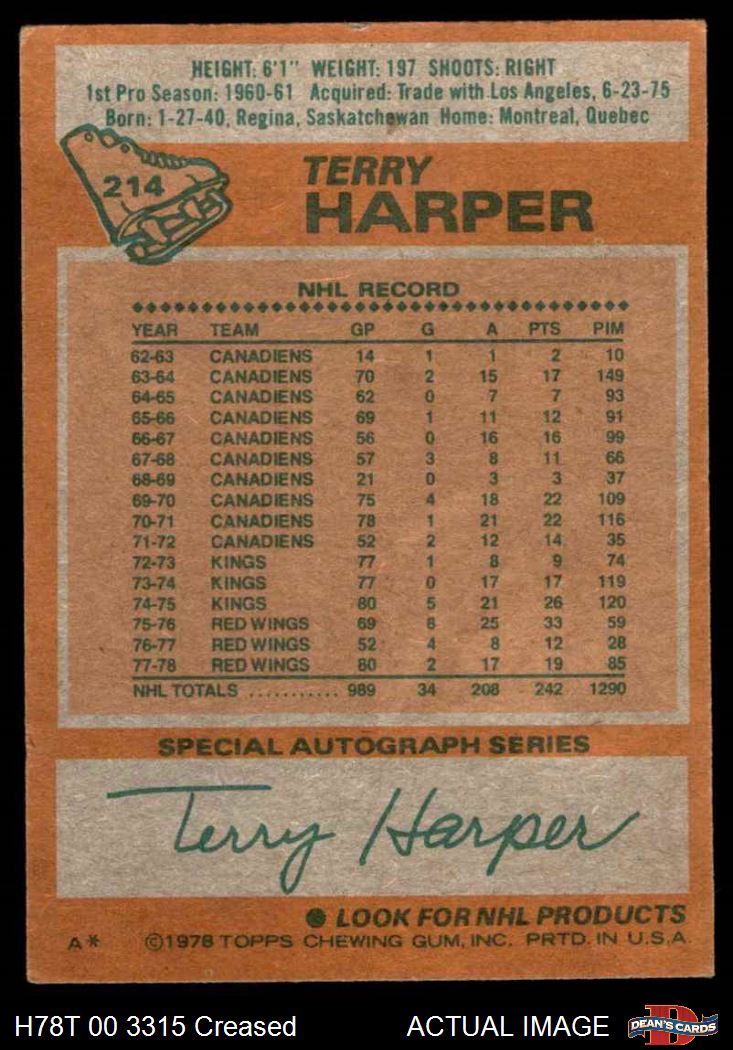 HEIGHT: 6'1" WEIGHT: 197 SHOOTS: RIGHT
1st Pro Season: 1960-61 Acquired: Trade with Los Angeles, 6-23-75
Born: 1-27-40, Regina, Saskatchewan Home: Montreal, Quebec
214
TERRY
HARPER
NHL RECORD
YEAR TEAM GP G A PTS PIM
62-63 CANADIENS 14 1 1 2 10
63-64 CANADIENS 70 2 15 17 149
64-65 CANADIENS 62 0 7 7 93
65-66 CANADIENS 69 1 11 12 91
66-67 CANADIENS 56 0 16 16 99
67-68 CANADIENS 57 3 8 11 66
68-69 CANADIENS 21 0 3 3 37
69-70 CANADIENS 75 4 18 22 109
70-71 CANADIENS 78 1 21 22 116
71-72 CANADIENS 52 2 12 14 35
72-73 KINGS 77 1 8 9 74
73-74 KINGS 77 0 17 17 119
74-75 KINGS 80 5 21 26 120
75-76 RED WINGS 69 8 25 33 59
76-77 RED WINGS 52 4 8 12 28
77-78 RED WINGS 80 2 17 19 85
NHL TOTALS ........... 989 34 208 242 1290
SPECIAL AUTOGRAPH SERIES
Terry Harper
● LOOK FOR NHL PRODUCTS
A* ©1978 TOPPS CHEWING GUM, INC. PRTD. IN U.S.A.
H78T 00 3315 Creased ACTUAL IMAGE DEAN'S CARDS